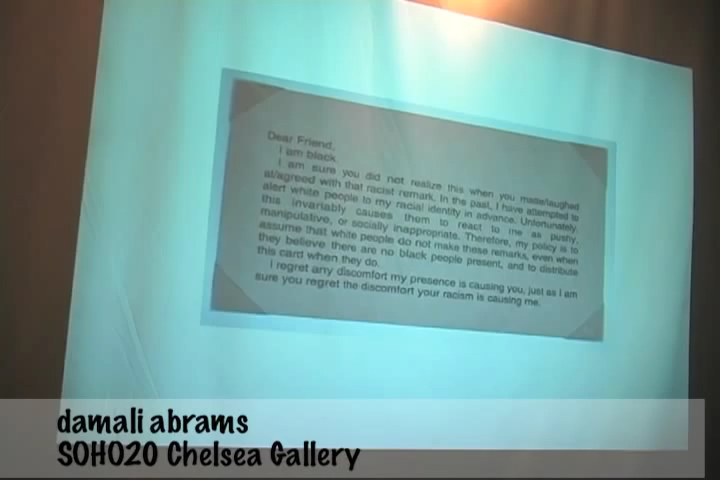 Dear Friend,
I am black.
I am sure you did not realize this when you made/laughed
at/agreed with that racist remark. In the past, I have attempted to
alert white people to my racial identity in advance. Unfortunately,
this invariably causes them to react to me as pushy,
manipulative, or socially inappropriate. Therefore, my policy is to
assume that white people do not make these remarks, even when
they believe there are no black people present, and to distribute
this card when they do.
I regret any discomfort my presence is causing you, just as I am
sure you regret the discomfort your racism is causing me.
damali abrams
SOHO20 Chelsea Gallery